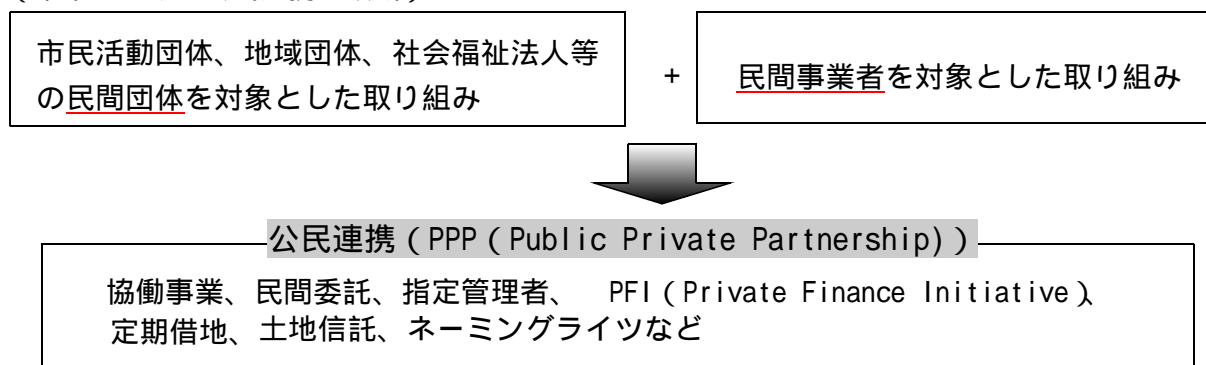 市民活動団体、地域団体、社会福祉法人等
の民間団体を対象とした取り組み
+
民間事業者を対象とした取り組み
公民連携(PPP(Public Private Partnership))
協働事業、民間委託、指定管理者、 PFI(Private Finance Initiative)、
定期借地、土地信託、ネーミングライツなど